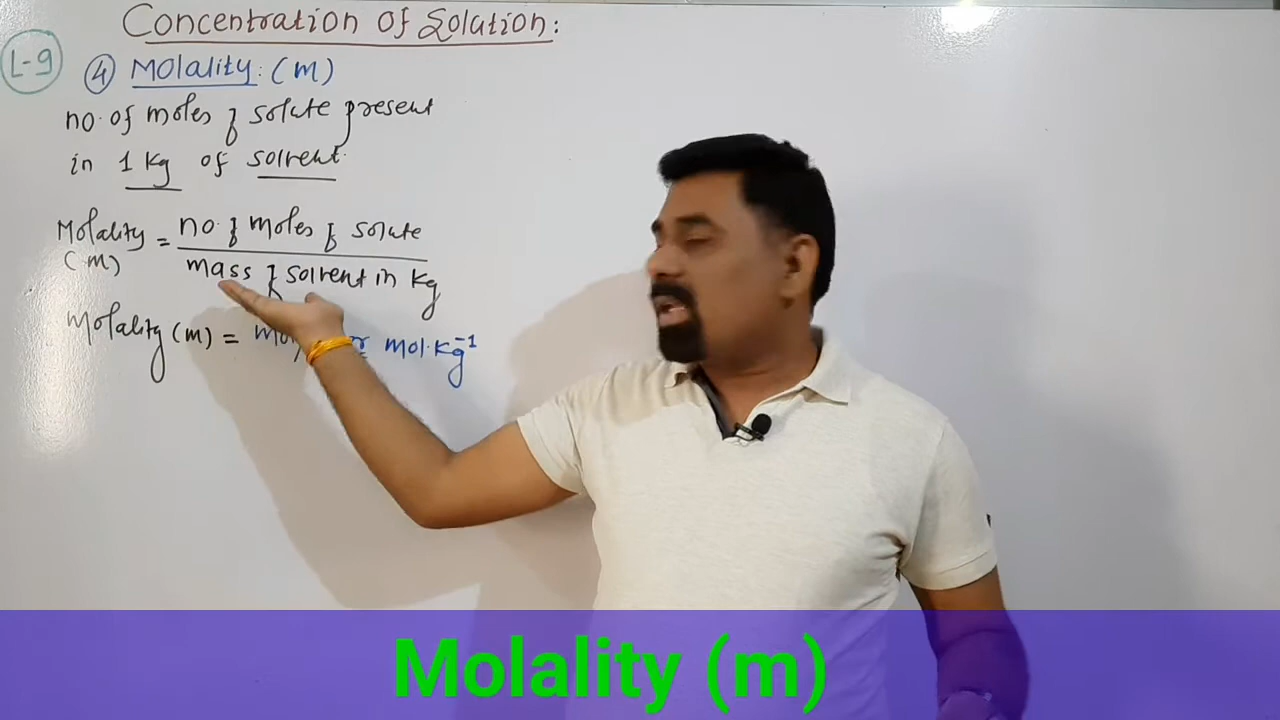 Concentration Of Solution:
L-9
④ Molality: (m)
no. of moles of solute present
in 1 Kg of solvent.
Molality (m) = no. of moles of solute
mass of solvent in kg
Molality (m) = mol·kg⁻¹
Molality (m)